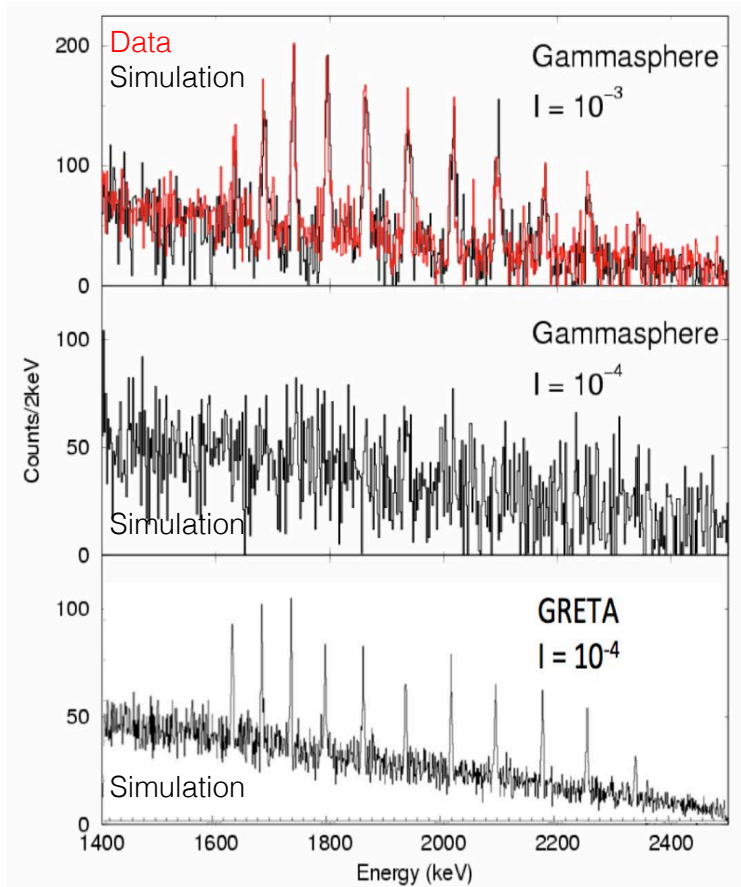 Data
Simulation
Gammasphere
I = 10⁻³
200
100
0
Gammasphere
I = 10⁻⁴
100
50
0
Simulation
Counts/2keV
GRETA
I = 10⁻⁴
100
50
0
Simulation
1400 1600 1800 2000 2200 2400
Energy (keV)